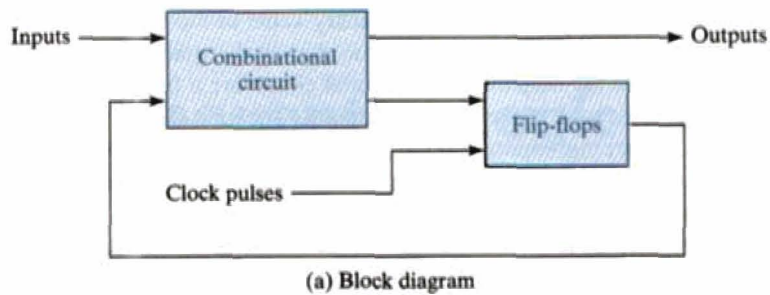 Inputs
Combinational
circuit
Outputs
Flip-flops
Clock pulses
(a) Block diagram